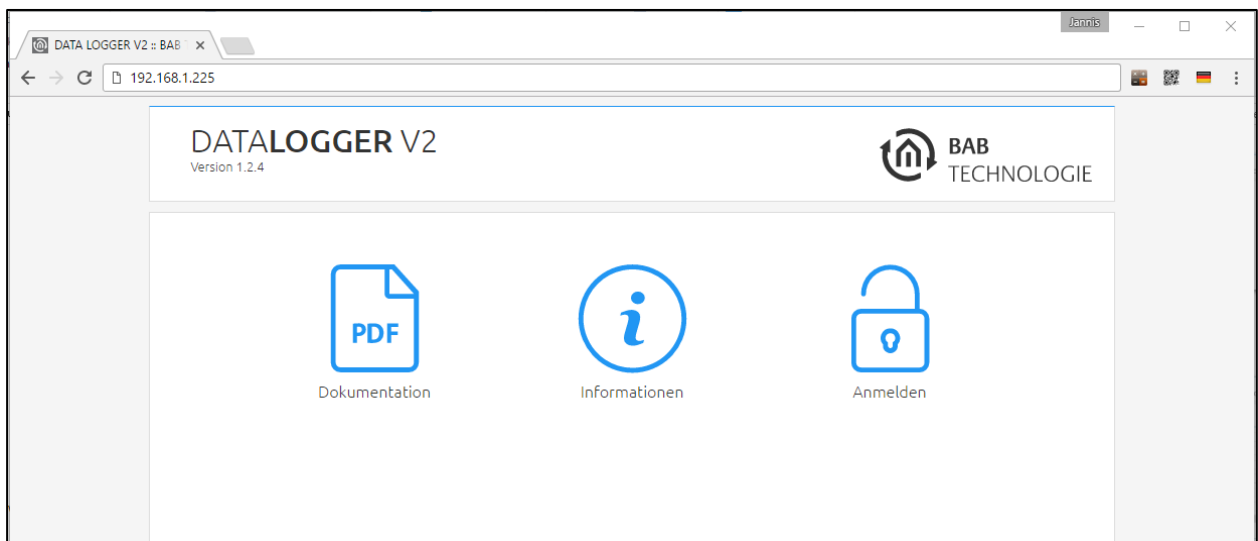 Jannis
DATA LOGGER V2 :: BAB
192.168.1.225
DATALOGGER V2
Version 1.2.4
BAB
TECHNOLOGIE
PDF
i
Dokumentation
Informationen
Anmelden